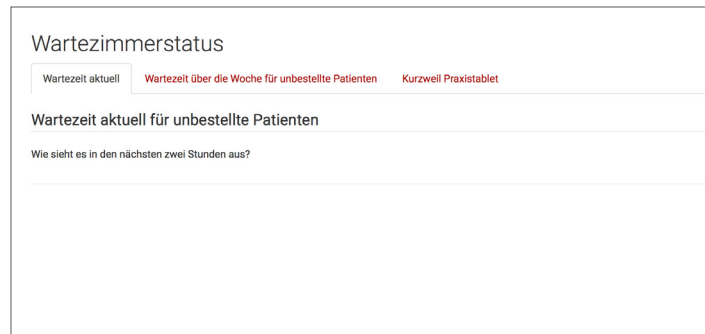 Wartezimmerstatus
Wartezeit aktuell Wartezeit über die Woche für unbestellte Patienten Kurzweil Praxistablet
Wartezeit aktuell für unbestellte Patienten
Wie sieht es in den nächsten zwei Stunden aus?